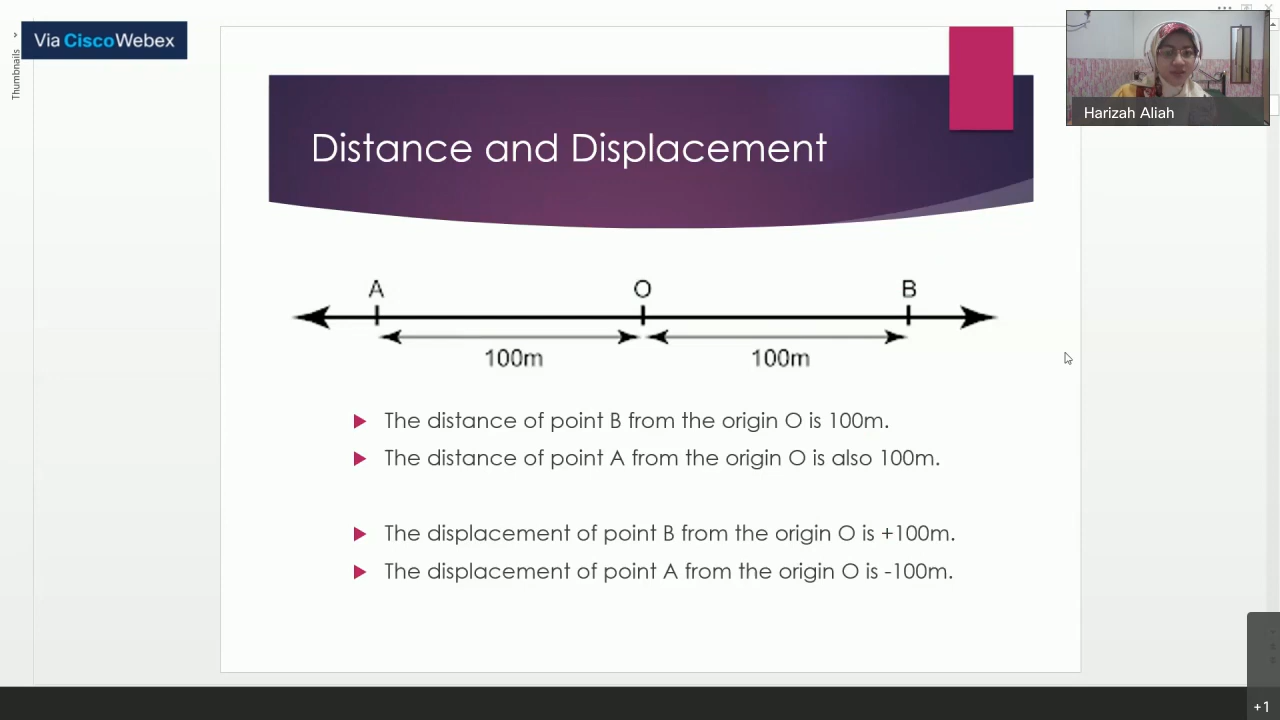 Via Cisco Webex
Thumbnails
Harizah Aliah
Distance and Displacement
A O B
100m 100m
The distance of point B from the origin O is 100m.
The distance of point A from the origin O is also 100m.
The displacement of point B from the origin O is +100m.
The displacement of point A from the origin O is -100m.
+1